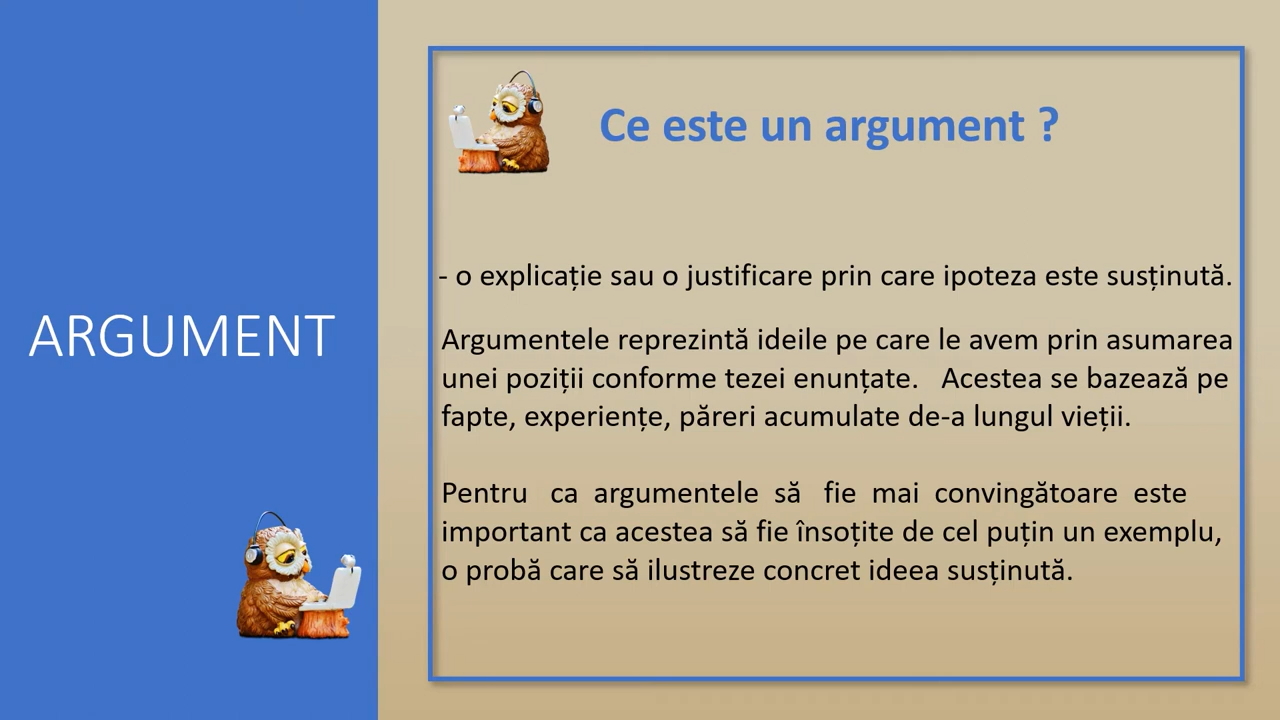 ARGUMENT
Ce este un argument ?
- o explicație sau o justificare prin care ipoteza este susținută.
Argumentele reprezintă ideile pe care le avem prin asumarea
unei poziții conforme tezei enunțate.   Acestea se bazează pe
fapte, experiențe, păreri acumulate de-a lungul vieții.
Pentru   ca  argumentele  să   fie  mai  convingătoare  este
important ca acestea să fie însoțite de cel puțin un exemplu,
o probă care să ilustreze concret ideea susținută.